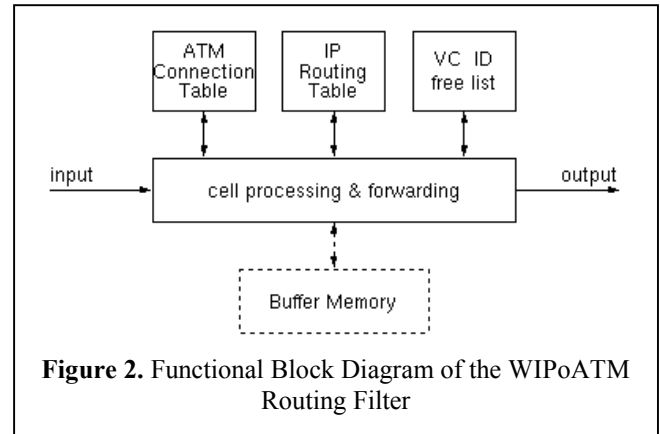 ATM
Connection
Table
IP
Routing
Table
VC ID
free list
input
cell processing & forwarding
output
Buffer Memory
Figure 2. Functional Block Diagram of the WIPoATM
Routing Filter